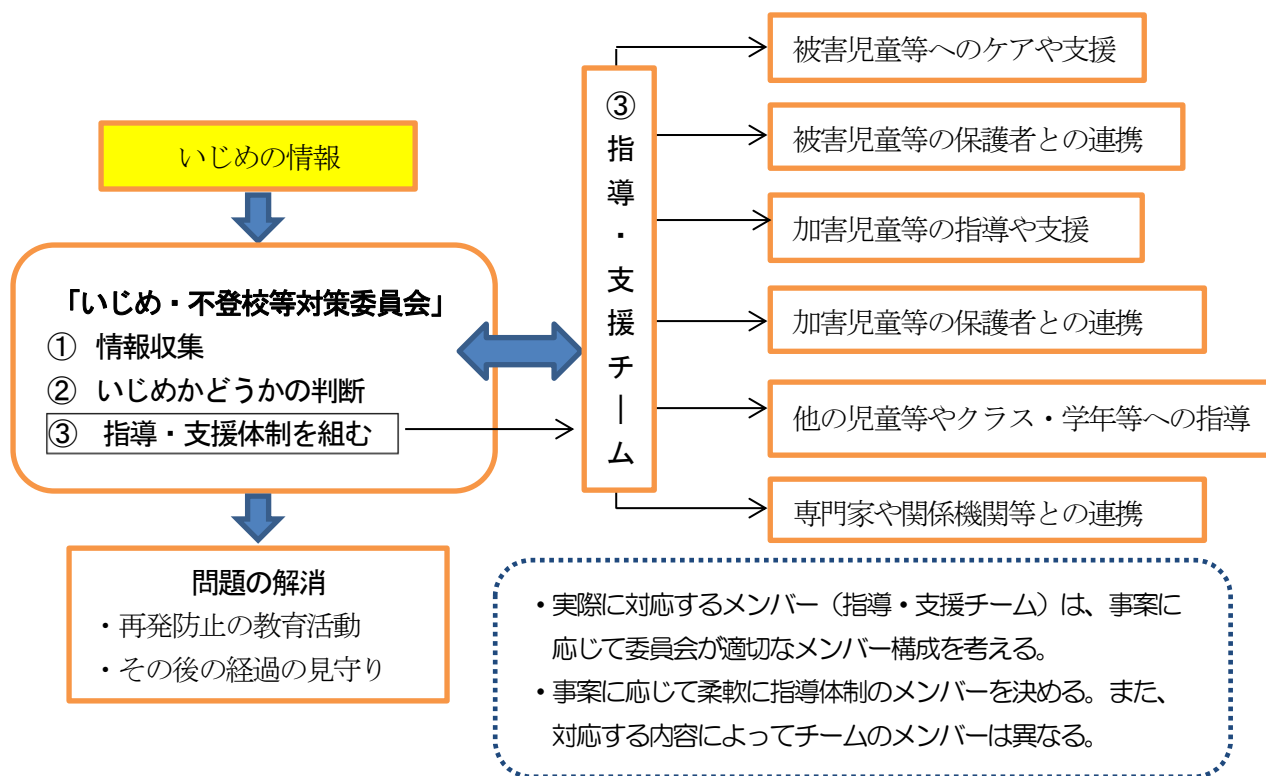 いじめの情報
「いじめ・不登校等対策委員会」
① 情報収集
② いじめかどうかの判断
③ 指導・支援体制を組む
問題の解消
・再発防止の教育活動
・その後の経過の見守り
③指導・支援チーム
被害児童等へのケアや支援
被害児童等の保護者との連携
加害児童等の指導や支援
加害児童等の保護者との連携
他の児童等やクラス・学年等への指導
専門家や関係機関等との連携
・実際に対応するメンバー（指導・支援チーム）は、事案に
応じて委員会が適切なメンバー構成を考える。
・事案に応じて柔軟に指導体制のメンバーを決める。また、
対応する内容によってチームのメンバーは異なる。